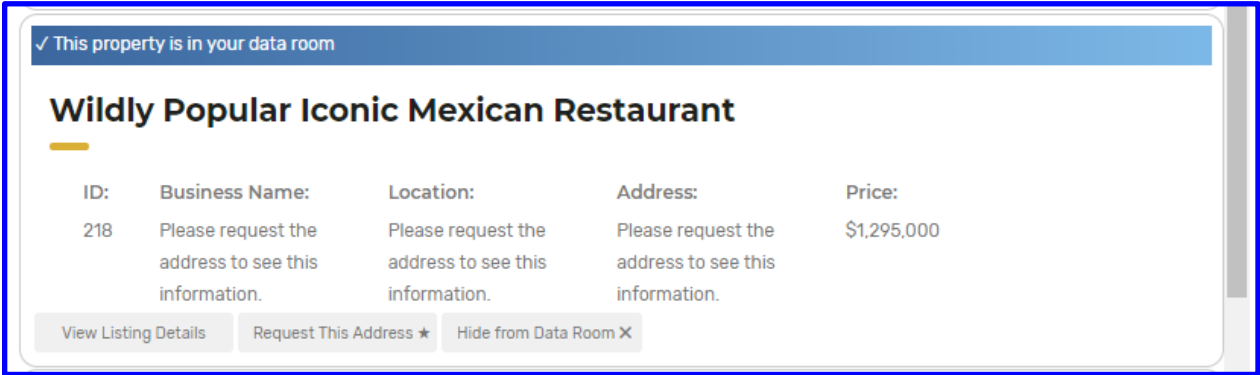 ✓ This property is in your data room
Wildly Popular Iconic Mexican Restaurant
ID: Business Name: Location: Address: Price:
218 Please request the Please request the Please request the $1,295,000
address to see this address to see this address to see this
information. information. information.
View Listing Details Request This Address ★ Hide from Data Room ✕